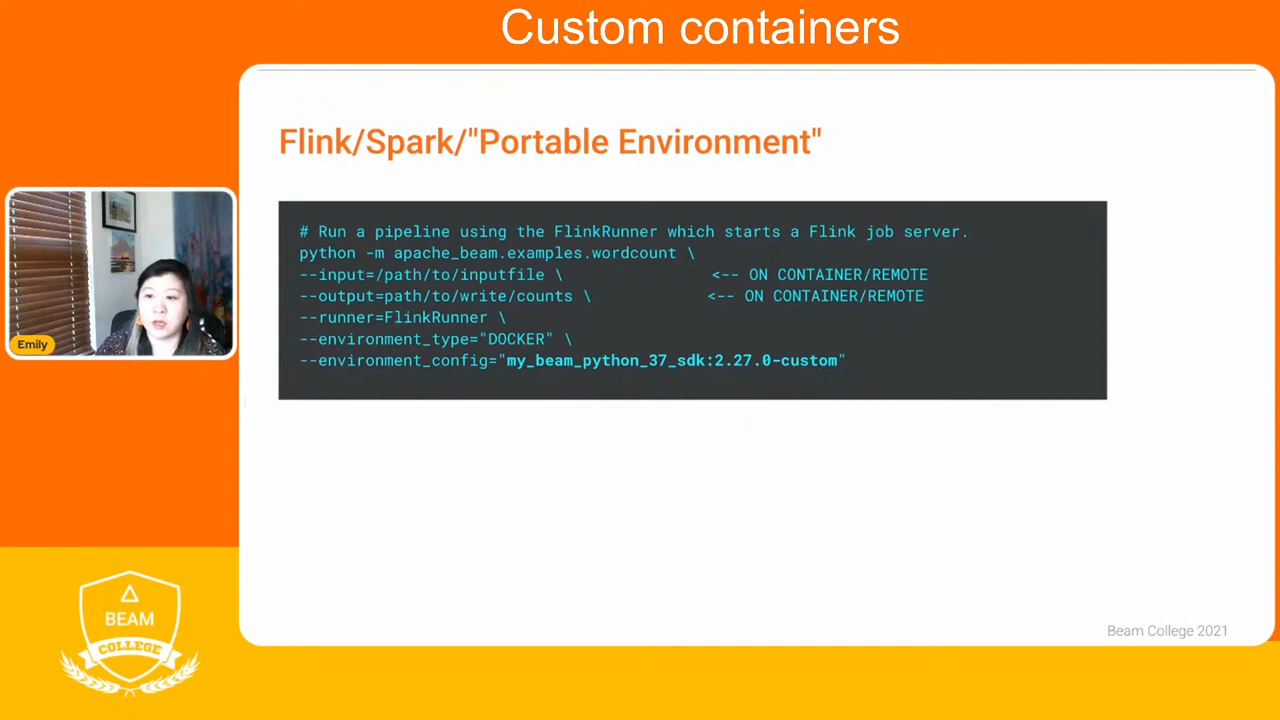 Custom containers
Flink/Spark/"Portable Environment"
# Run a pipeline using the FlinkRunner which starts a Flink job server.
python -m apache_beam.examples.wordcount \
--input=/path/to/inputfile \ <-- ON CONTAINER/REMOTE
--output=path/to/write/counts \ <-- ON CONTAINER/REMOTE
--runner=FlinkRunner \
--environment_type="DOCKER" \
--environment_config="my_beam_python_37_sdk:2.27.0-custom"
Emily
BEAM
COLLEGE
Beam College 2021